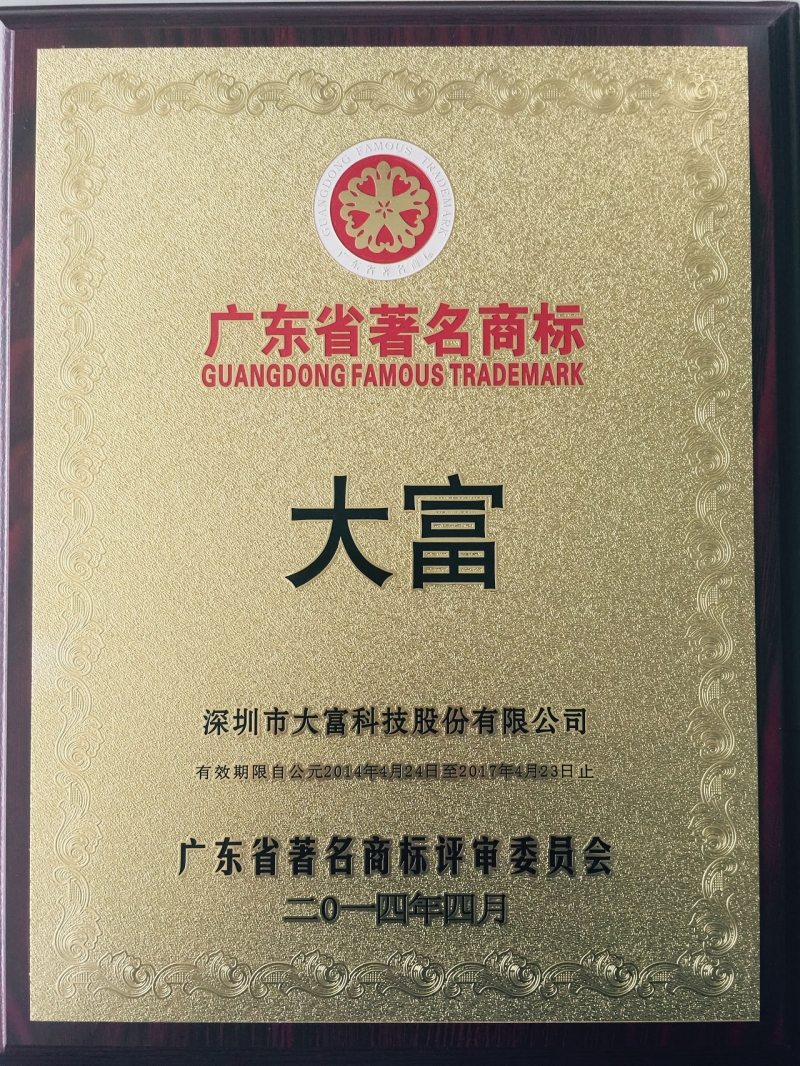 GUANGDONG FAMOUS TRADEMARK
广东省著名商标
广东省著名商标
GUANGDONG FAMOUS TRADEMARK
大富
深圳市大富科技股份有限公司
有效期限自公元2014年4月24日至2017年4月23日止
广东省著名商标评审委员会
二0一四年四月